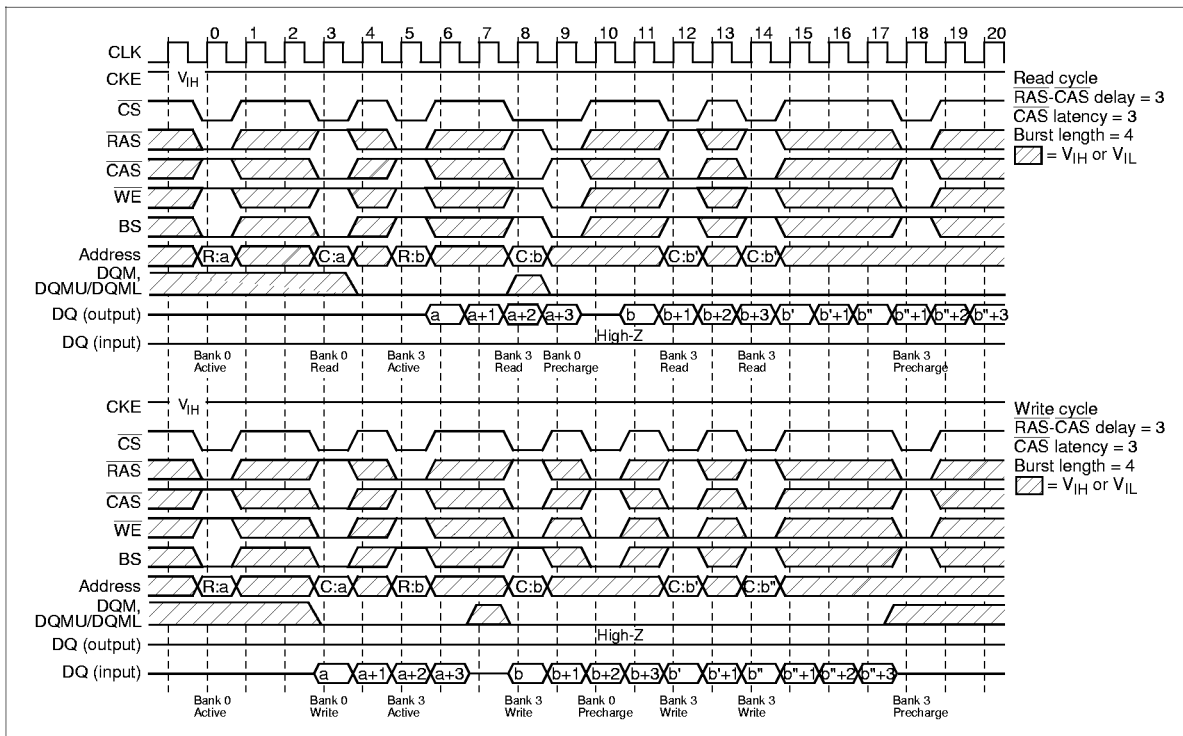 0 1 2 3 4 5 6 7 8 9 10 11 12 13 14 15 16 17 18 19 20
CLK
CKE VIH
CS
RAS
CAS
WE
BS
Address R:a C:a R:b C:b C:b' C:b"
DQM,
DQMU/DQML
DQ (output) a a+1 a+2 a+3 b b+1 b+2 b+3 b' b'+1 b" b"+1 b"+2 b"+3
High-Z
DQ (input)
Bank 0 Active
Bank 0 Read
Bank 3 Active
Bank 3 Read
Bank 0 Precharge
Bank 3 Read
Bank 3 Read
Bank 3 Precharge
Read cycle
RAS-CAS delay = 3
CAS latency = 3
Burst length = 4
= VIH or VIL
CKE VIH
CS
RAS
CAS
WE
BS
Address R:a C:a R:b C:b C:b' C:b"
DQM,
DQMU/DQML
High-Z
DQ (output)
DQ (input) a a+1 a+2 a+3 b b+1 b+2 b+3 b' b'+1 b" b"+1 b"+2 b"+3
Bank 0 Active
Bank 0 Write
Bank 3 Active
Bank 3 Write
Bank 0 Precharge
Bank 3 Write
Bank 3 Write
Bank 3 Precharge
Write cycle
RAS-CAS delay = 3
CAS latency = 3
Burst length = 4
= VIH or VIL